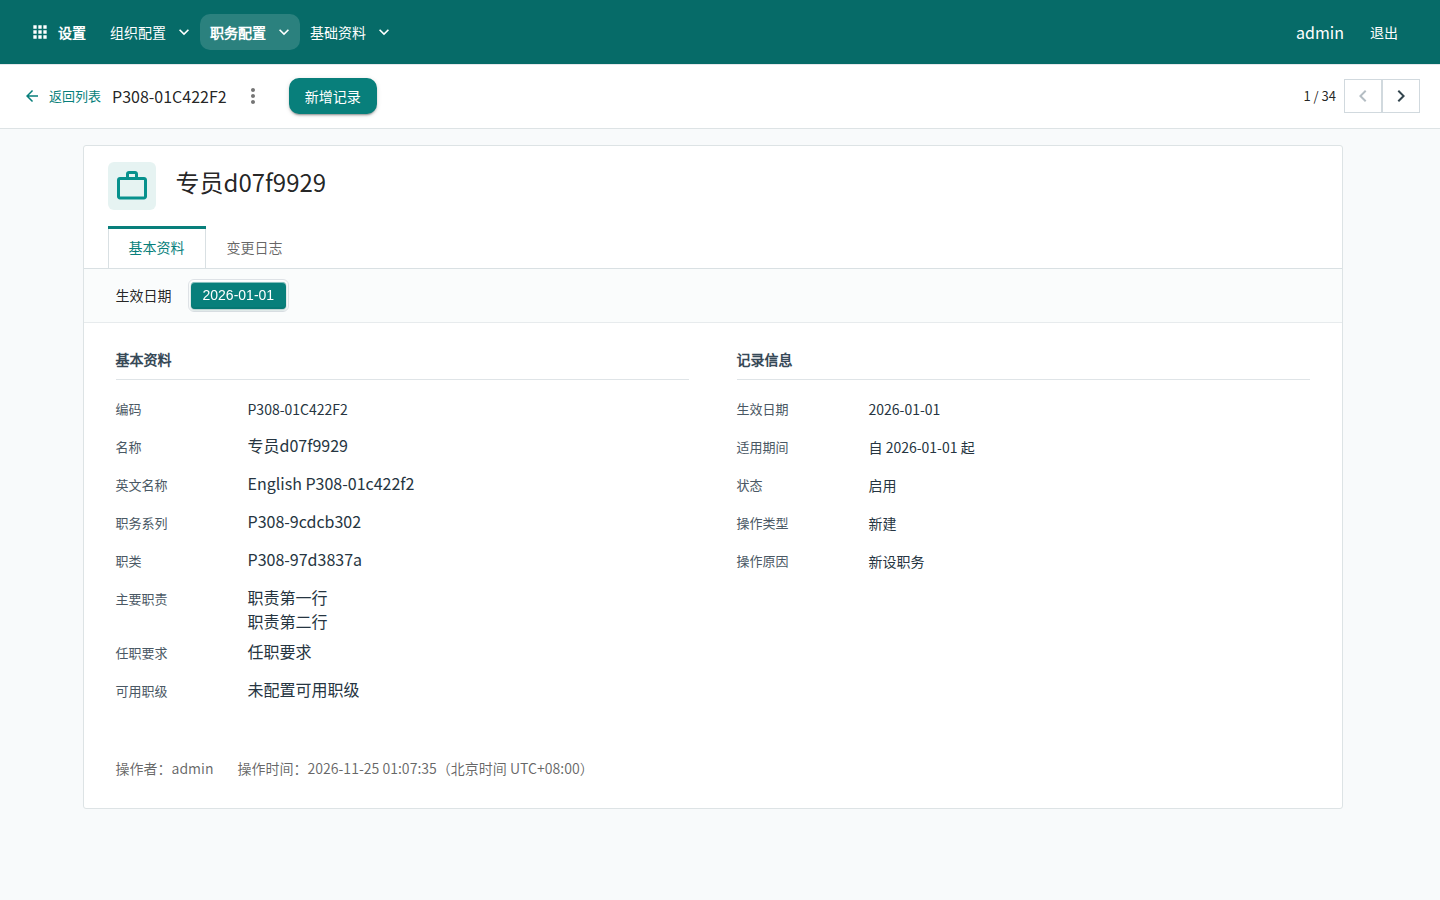 设置 组织配置 职务配置 基础资料 admin 退出
返回列表 P308-01C422F2 新增记录 1 / 34
专员d07f9929
基本资料 变更日志
生效日期 2026-01-01
基本资料 记录信息
编码 P308-01C422F2 生效日期 2026-01-01
名称 专员d07f9929 适用期间 自 2026-01-01 起
英文名称 English P308-01c422f2 状态 启用
职务系列 P308-9cdcb302 操作类型 新建
职类 P308-97d3837a 操作原因 新设职务
主要职责 职责第一行
职责第二行
任职要求 任职要求
可用职级 未配置可用职级
操作者：admin 操作时间：2026-11-25 01:07:35（北京时间 UTC+08:00）